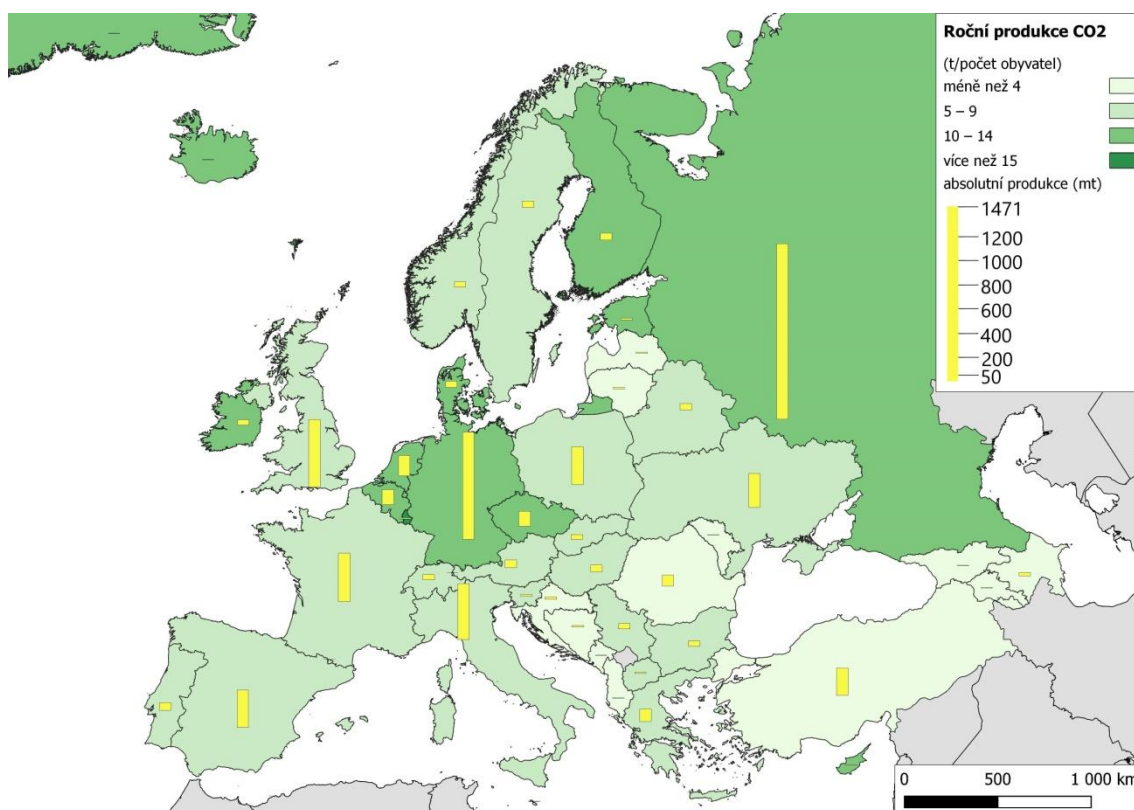 Roční produkce CO2
(t/počet obyvatel)
méně než 4
5 – 9
10 – 14
více než 15
absolutní produkce (mt)
1471
1200
1000
800
600
400
200
50
0 500 1 000 km